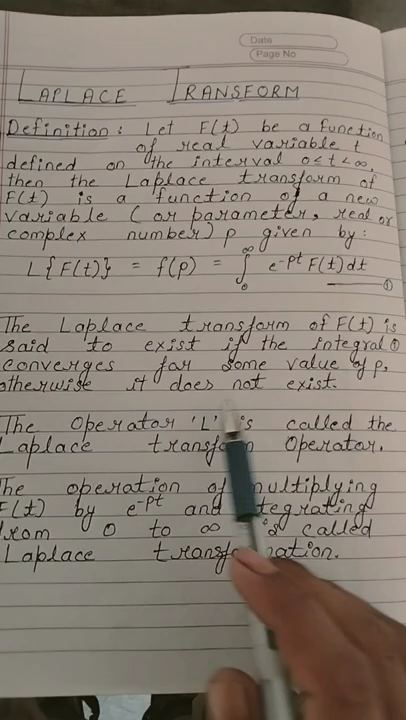 Date
Page No
LAPLACE TRANSFORM
Definition: Let F(t) be a function
of real variable t
defined on the interval 0<t<∞,
then the Laplace transform of
F(t) is a function of a new
variable (or parameter, real or
complex number) p given by:
L{F(t)} = f(p) = ∫₀^∞ e^-pt F(t) dt
①
The Laplace transform of F(t) is
said to exist if the integral ①
converges for some value of p,
otherwise it does not exist.
The Operator 'L' is called the
Laplace transform Operator.
The operation of multiplying
F(t) by e^-pt and integrating
from 0 to ∞ is called
Laplace transformation.